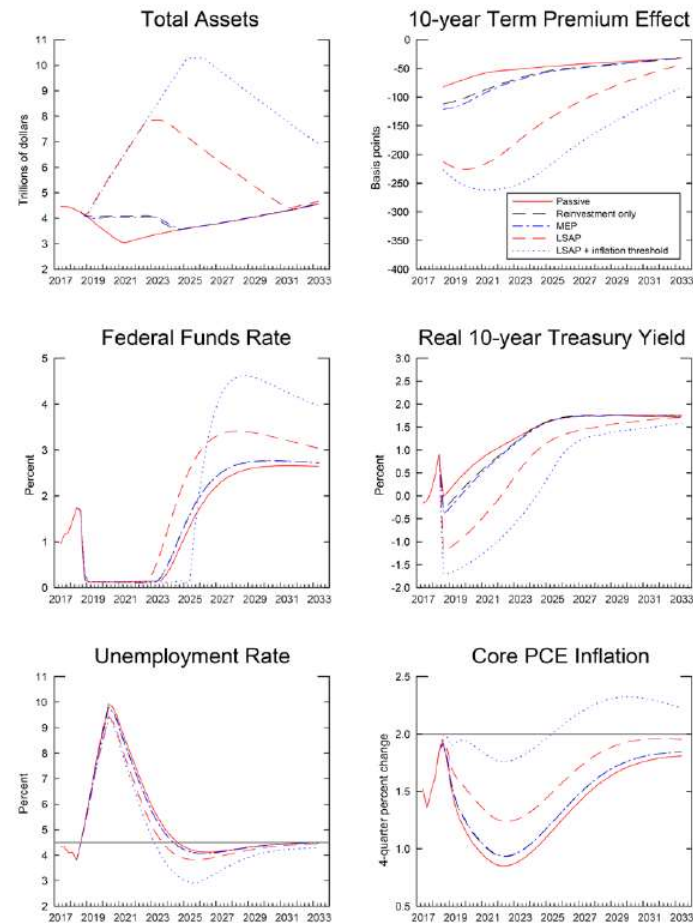 Total Assets
Trillions of dollars
11
10
9
8
7
6
5
4
3
2
2017 2019 2021 2023 2025 2027 2029 2031 2033
10-year Term Premium Effect
Basis points
0
-50
-100
-150
-200
-250
-300
-350
-400
Passive
Reinvestment only
MEP
LSAP
LSAP + inflation threshold
2017 2019 2021 2023 2025 2027 2029 2031 2033
Federal Funds Rate
Percent
5
4
3
2
1
0
2017 2019 2021 2023 2025 2027 2029 2031 2033
Real 10-year Treasury Yield
Percent
3.0
2.5
2.0
1.5
1.0
0.5
0.0
-0.5
-1.0
-1.5
-2.0
2017 2019 2021 2023 2025 2027 2029 2031 2033
Unemployment Rate
Percent
11
10
9
8
7
6
5
4
3
2
2017 2019 2021 2023 2025 2027 2029 2031 2033
Core PCE Inflation
4-quarter percent change
2.5
2.0
1.5
1.0
0.5
2017 2019 2021 2023 2025 2027 2029 2031 2033